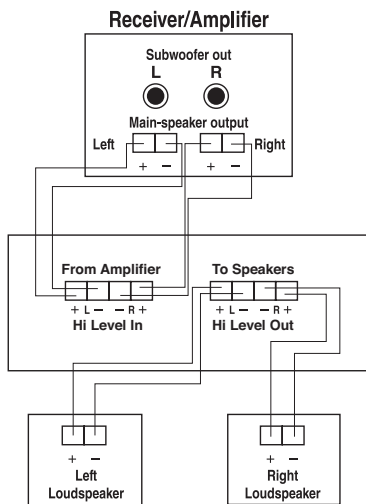 Receiver/Amplifier
Subwoofer out
L R
Main-speaker output
Left Right
+ − + −
From Amplifier To Speakers
+ L − − R + + L − − R +
Hi Level In Hi Level Out
+ − + −
Left Right
Loudspeaker Loudspeaker